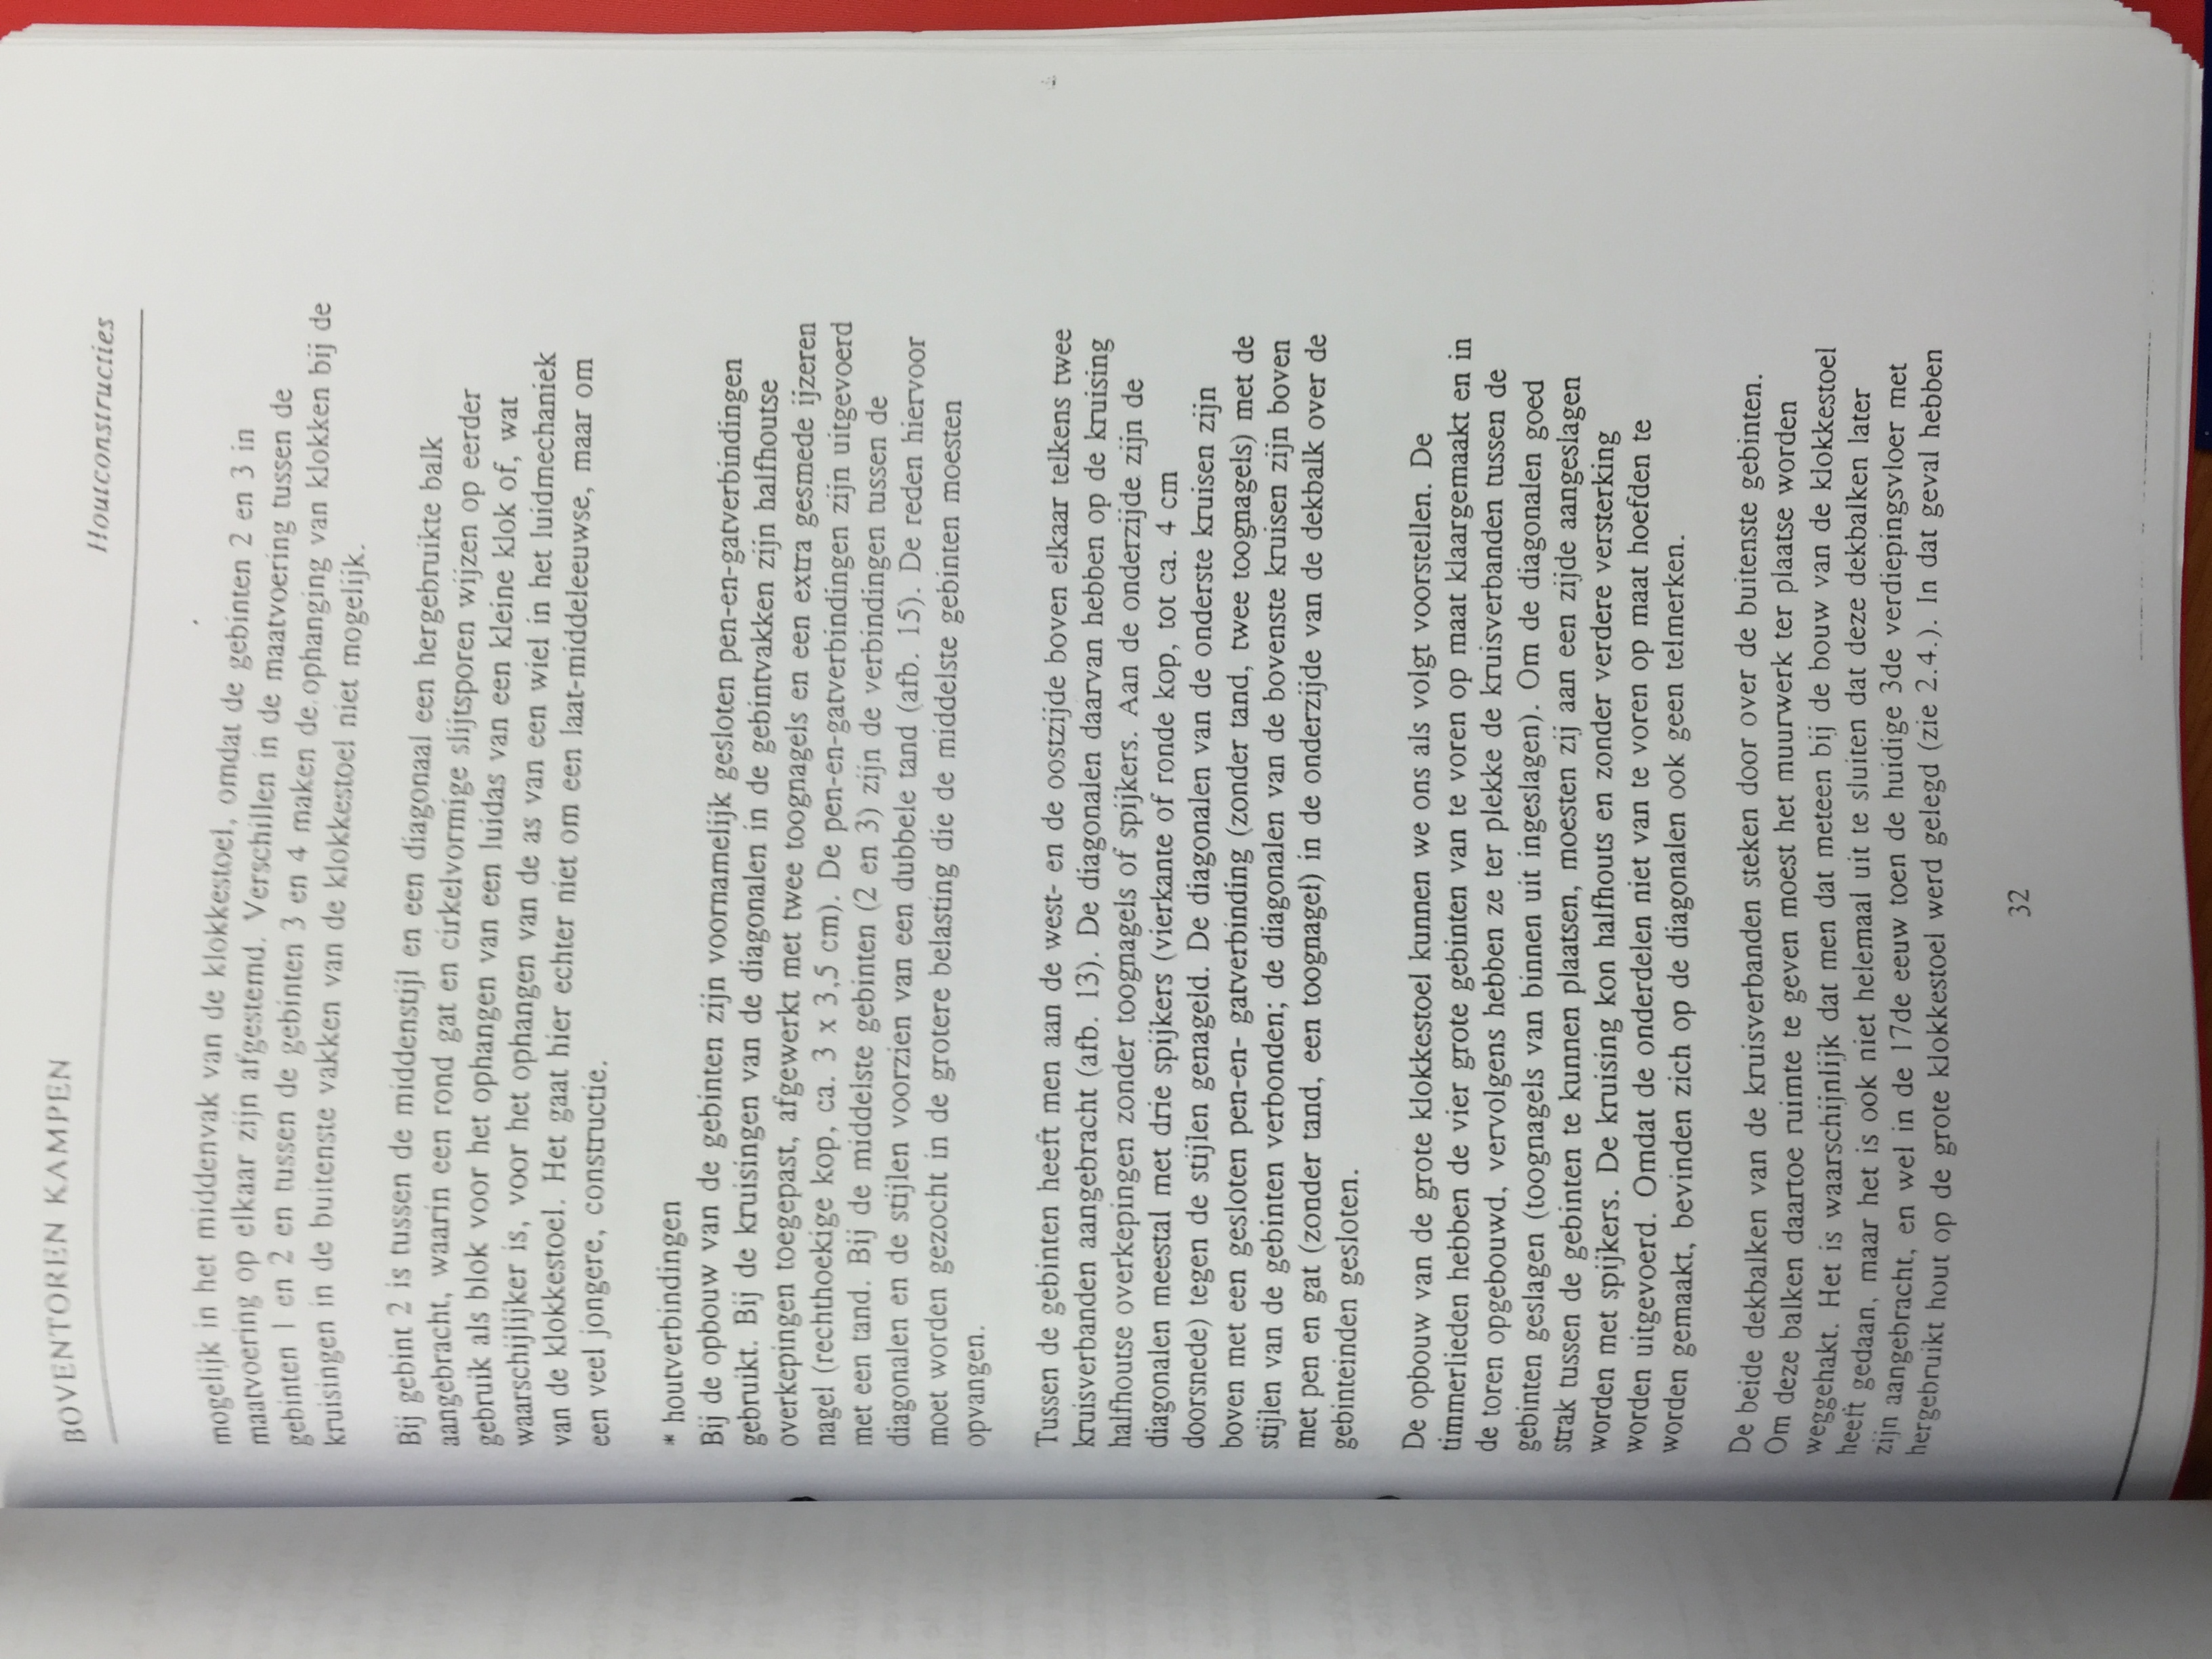 BOVENTOREN KAMPEN
Houtconstructies
mogelijk in het middenvak van de klokkestoel, omdat de gebinten 2 en 3 in
maatvoering op elkaar zijn afgestemd. Verschillen in de maatvoering tussen de
gebinten 1 en 2 en tussen de gebinten 3 en 4 maken de ophanging van klokken bij de
kruisingen in de buitenste vakken van de klokkestoel niet mogelijk.
Bij gebint 2 is tussen de middenstijl en een diagonaal een hergebruikte balk
aangebracht, waarin een rond gat en cirkelvormige slijtsporen wijzen op eerder
gebruik als blok voor het ophangen van een luidas van een kleine klok of, wat
waarschijlijker is, voor het ophangen van de as van een wiel in het luidmechaniek
van de klokkestoel. Het gaat hier echter niet om een laat-middeleeuwse, maar om
een veel jongere, constructie.
* houtverbindingen
Bij de opbouw van de gebinten zijn voornamelijk gesloten pen-en-gatverbindingen
gebruikt. Bij de kruisingen van de diagonalen in de gebintvakken zijn halfhoutse
overkepingen toegepast, afgewerkt met twee toognagels en een extra gesmede ijzeren
nagel (rechthoekige kop, ca. 3 x 3,5 cm). De pen-en-gatverbindingen zijn uitgevoerd
met een tand. Bij de middelste gebinten (2 en 3) zijn de verbindingen tussen de
diagonalen en de stijlen voorzien van een dubbele tand (afb. 15). De reden hiervoor
moet worden gezocht in de grotere belasting die de middelste gebinten moesten
opvangen.
Tussen de gebinten heeft men aan de west- en de oostzijde boven elkaar telkens twee
kruisverbanden aangebracht (afb. 13). De diagonalen daarvan hebben op de kruising
halfhoutse overkepingen zonder toognagels of spijkers. Aan de onderzijde zijn de
diagonalen meestal met drie spijkers (vierkante of ronde kop, tot ca. 4 cm
doorsnede) tegen de stijlen genageld. De diagonalen van de onderste kruisen zijn
boven met een gesloten pen-en- gatverbinding (zonder tand, twee toognagels) met de
stijlen van de gebinten verbonden; de diagonalen van de bovenste kruisen zijn boven
met pen en gat (zonder tand, een toognagel) in de onderzijde van de dekbalk over de
gebinteinden gesloten.
De opbouw van de grote klokkestoel kunnen we ons als volgt voorstellen. De
timmerlieden hebben de vier grote gebinten van te voren op maat klaargemaakt en in
de toren opgebouwd, vervolgens hebben ze ter plekke de kruisverbanden tussen de
gebinten geslagen (toognagels van binnen uit ingeslagen). Om de diagonalen goed
strak tussen de gebinten te kunnen plaatsen, moesten zij aan een zijde aangeslagen
worden met spijkers. De kruising kon halfhouts en zonder verdere versterking
worden uitgevoerd. Omdat de onderdelen niet van te voren op maat hoefden te
worden gemaakt, bevinden zich op de diagonalen ook geen telmerken.
De beide dekbalken van de kruisverbanden steken door over de buitenste gebinten.
Om deze balken daartoe ruimte te geven moest het muurwerk ter plaatse worden
weggehakt. Het is waarschijnlijk dat men dat meteen bij de bouw van de klokkestoel
heeft gedaan, maar het is ook niet helemaal uit te sluiten dat deze dekbalken later
zijn aangebracht, en wel in de 17de eeuw toen de huidige 3de verdiepingsvloer met
hergebruikt hout op de grote klokkestoel werd gelegd (zie 2.4.). In dat geval hebben
32